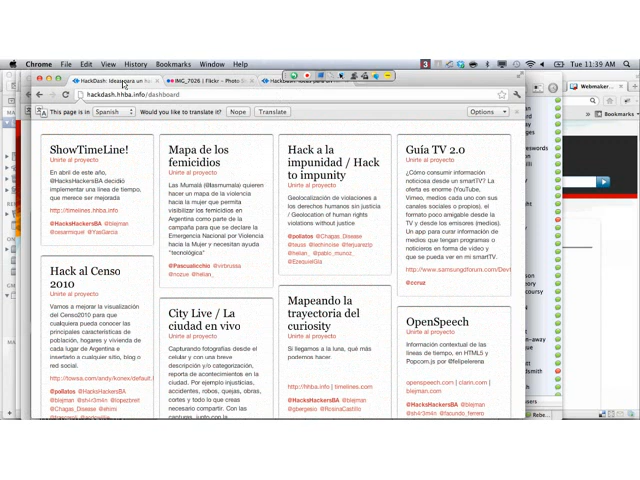 Chrome File Edit View History Bookmarks Window Help
3
Tue 11:39 AM
HackDash: Ideas para un ha
IMG_7026 | Flickr – Photo S
Webmaker
hackdash.hhba.info/dashboard
Bookmarks
This page is in Spanish Would you like to translate it? Nope Translate Options
ShowTimeLine!
Unirte al proyecto
En abril de este año,
@HacksHackersBA decidió
implementar una línea de tiempo,
que merece ser mejorada
http://timelines.hhba.info
@HacksHackersBA @blejman
@cesarmiquel @YasGarcia
Hack al Censo
2010
Unirte al proyecto
Vamos a mejorar la visualización
del Censo2010 para que
cualquiera pueda conocer las
principales características de
población, hogares y vivienda de
cada lugar de Argentina e
insertarlo a cualquier sitio, blog o
red social.
http://towsa.com/andy/konex/default.
@pollatos @HacksHackersBA
@blejman @sh4r3m4n @lopezbrett
@Chagas_Disease @ehimi
Mapa de los
femicidios
Unirte al proyecto
Las Mumalá (@lasmumala) quieren
hacer un mapa de la violencia
hacia la mujer que permita
visibilizar los femicidios en
Argentina como parte de la
campaña para que se declare la
Emergencia Nacional por Violencia
hacia la Mujer y necesitan ayuda
"tecnológica"
@Pascualicchio @virbrussa
@nozue @helian_
City Live / La
ciudad en vivo
Unirte al proyecto
Capturando fotografías desde el
celular y con una breve
descripción y/o categorización,
reporta de acontecimientos en la
ciudad. Por ejemplo injusticias,
accidentes, robos, quejas, obras,
cortes y todo lo que creas
necesario compartir. Con las
Hack a la
impunidad / Hack
to impunity
Unirte al proyecto
Geolocalización de violaciones a
los derechos humanos sin justicia
/ Geolocation of human rights
violations without justice
@pollatos @Chagas_Disease
@nauzs @lechincise @terjuarezlp
@helian_ @pablo_munoz_
@EzequielGia
Mapeando la
trayectoria del
curiosity
Unirte al proyecto
Si llegamos a la luna, qué más
podemos hacer.
http://hhba.info | timelines.com
@HacksHackersBA @blejman
@gbergesio @RosinaCastillo
Guía TV 2.0
Unirte al proyecto
¿Cómo consumir información
noticiosa desde un smartTV? La
oferta es enorme (YouTube,
Vimeo, medios cada uno con sus
canales sociales o propios), el
formato poco amigable desde la
TV y desde los emisores (medios).
Un app para curar información de
medios que tengan programas o
noticieros en forma de video y
que se pueda ver en mi smartTV.
http://www.samsungdforum.com/Devt
@ccruz
OpenSpeech
Unirte al proyecto
Información contextual de las
líneas de tiempo, en HTML5 y
Popcorn.js por @felipelerena
openspeech.com | clarin.com |
blejman.com
@HacksHackersBA @blejman
@sh4r3m4n @facundo_ferrero